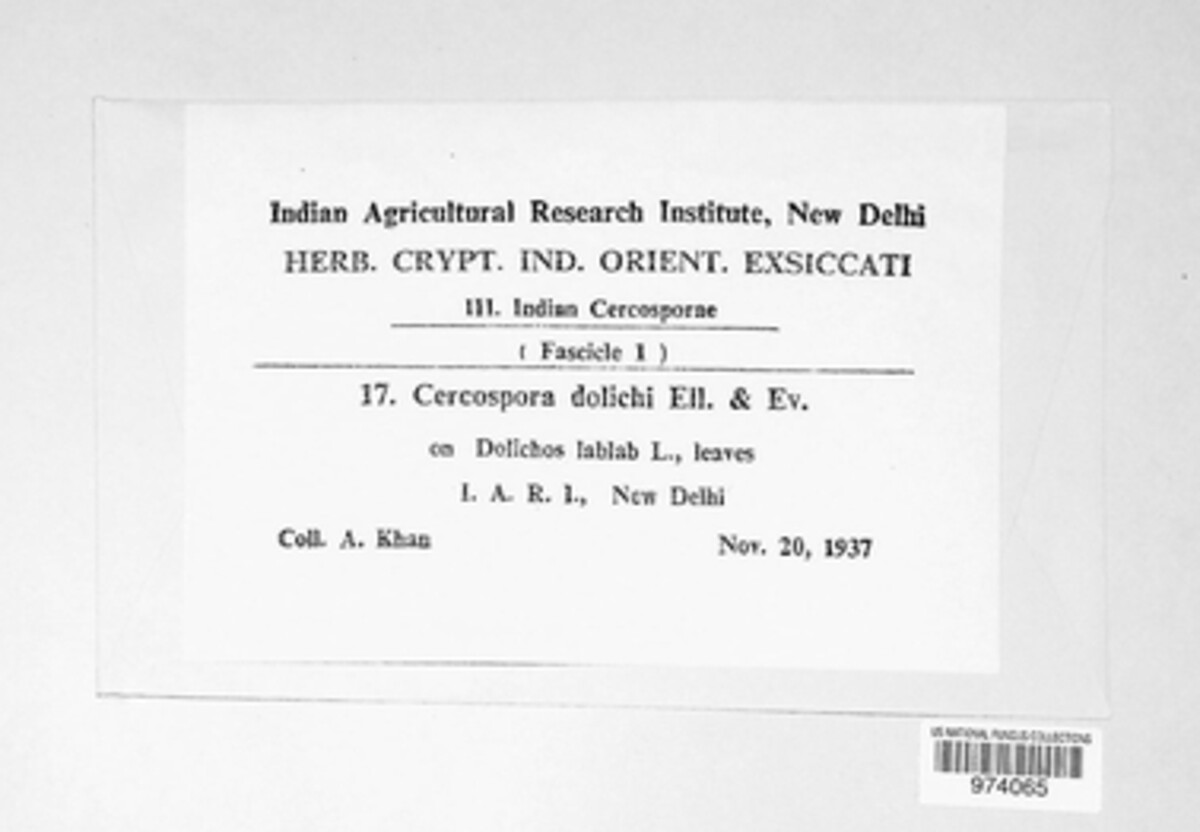 Indian Agricultural Research Institute, New Delhi
HERB. CRYPT. IND. ORIENT. EXSICCATI
III. Indian Cercosporae
( Fascicle 1 )
17. Cercospora dolichi Ell. & Ev.
on Dolichos lablab L., leaves
I. A. R. I., New Delhi
Coll. A. Khan
Nov. 20, 1937
US NATIONAL FUNGUS COLLECTIONS
974065